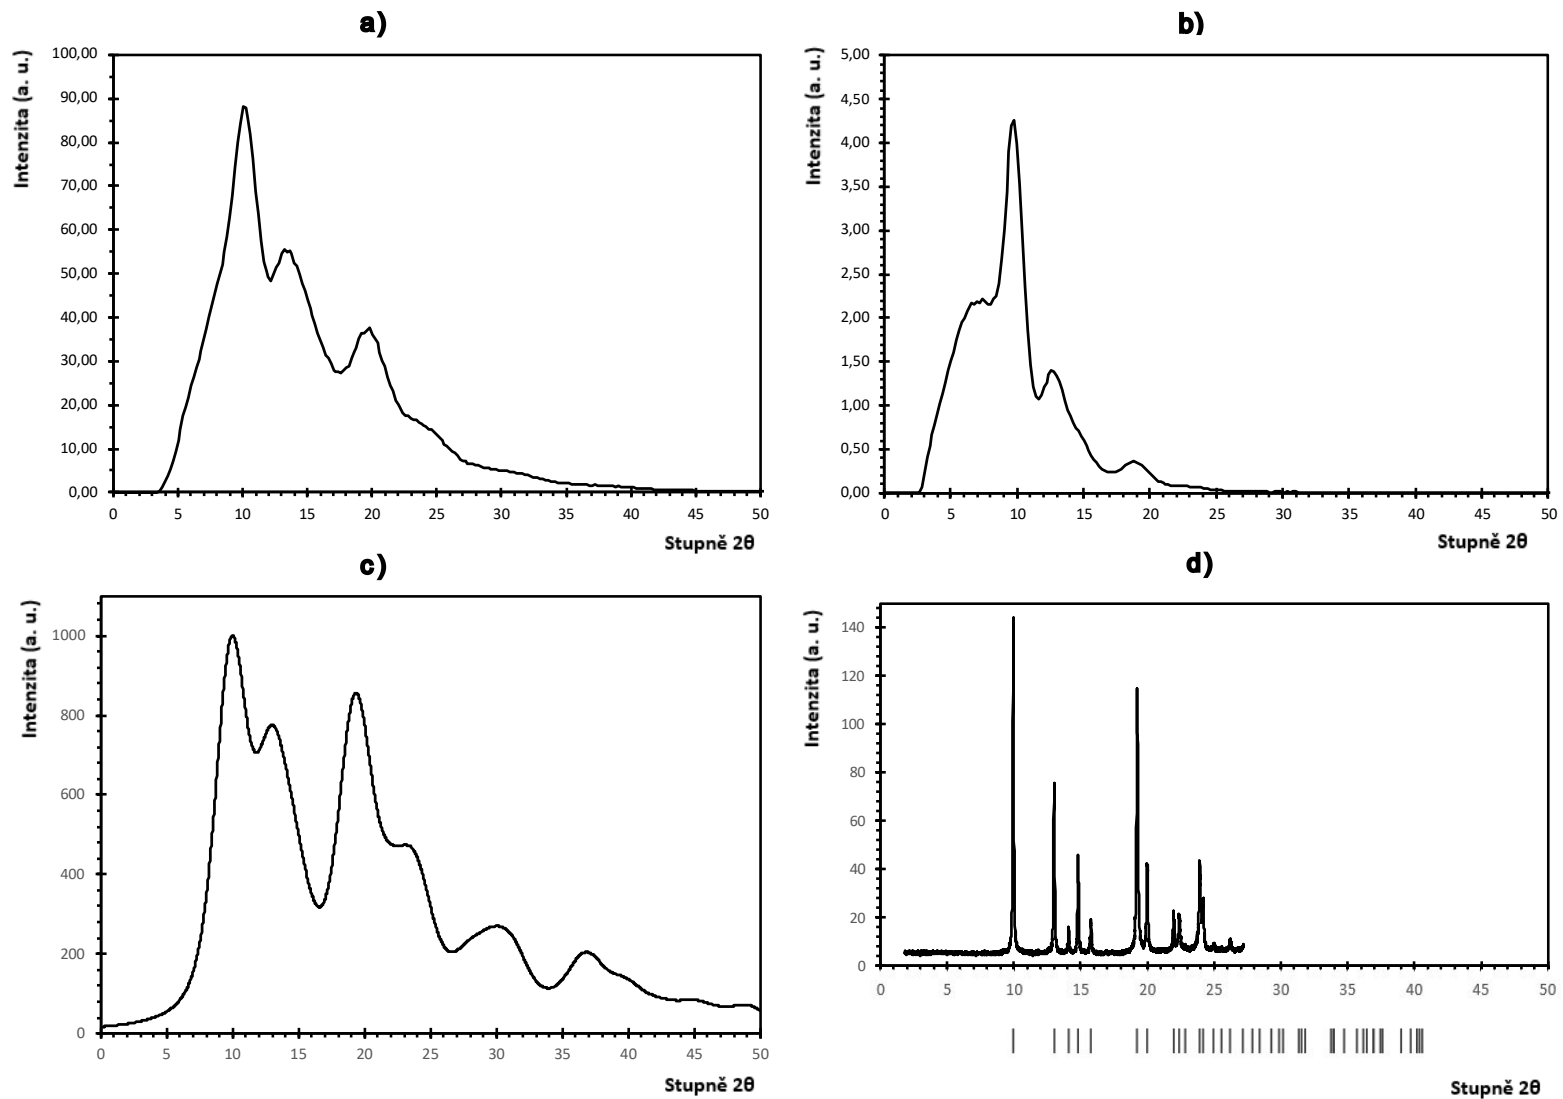 a)
Intenzita (a. u.)
100,00
90,00
80,00
70,00
60,00
50,00
40,00
30,00
20,00
10,00
0,00
0 5 10 15 20 25 30 35 40 45 50
Stupně 2θ
b)
Intenzita (a. u.)
5,00
4,50
4,00
3,50
3,00
2,50
2,00
1,50
1,00
0,50
0,00
0 5 10 15 20 25 30 35 40 45 50
Stupně 2θ
c)
Intenzita (a. u.)
1000
800
600
400
200
0
0 5 10 15 20 25 30 35 40 45 50
Stupně 2θ
d)
Intenzita (a. u.)
140
120
100
80
60
40
20
0
0 5 10 15 20 25 30 35 40 45 50
Stupně 2θ